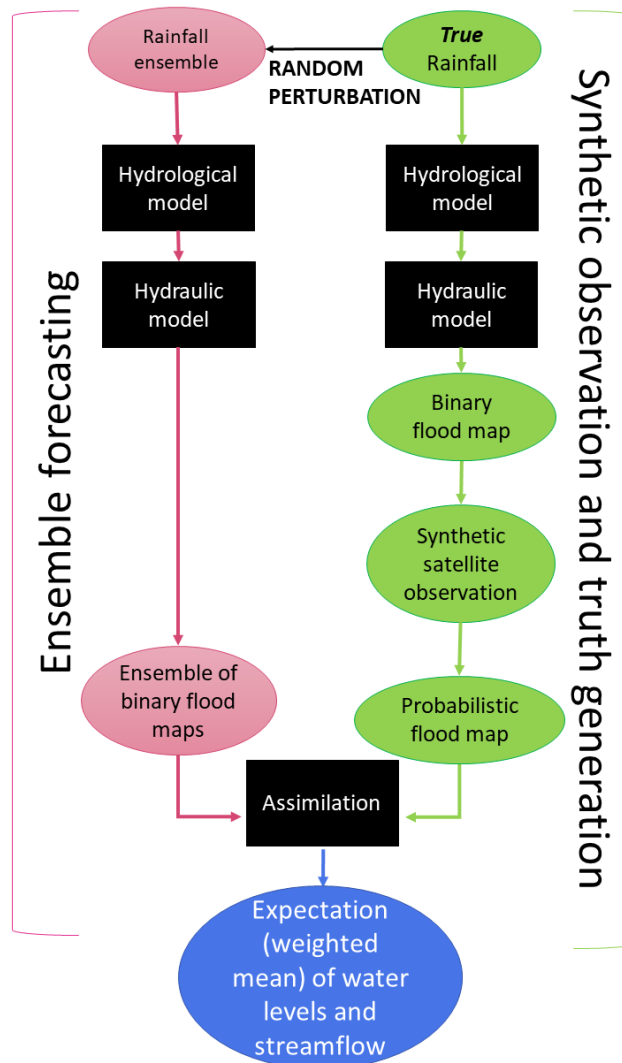 Rainfall
ensemble
RANDOM
PERTURBATION
True
Rainfall
Hydrological
model
Hydrological
model
Hydraulic
model
Hydraulic
model
Binary
flood map
Synthetic
satellite
observation
Ensemble of
binary flood
maps
Probabilistic
flood map
Assimilation
Expectation
(weighted
mean) of water
levels and
streamflow
Ensemble forecasting
Synthetic observation and truth generation